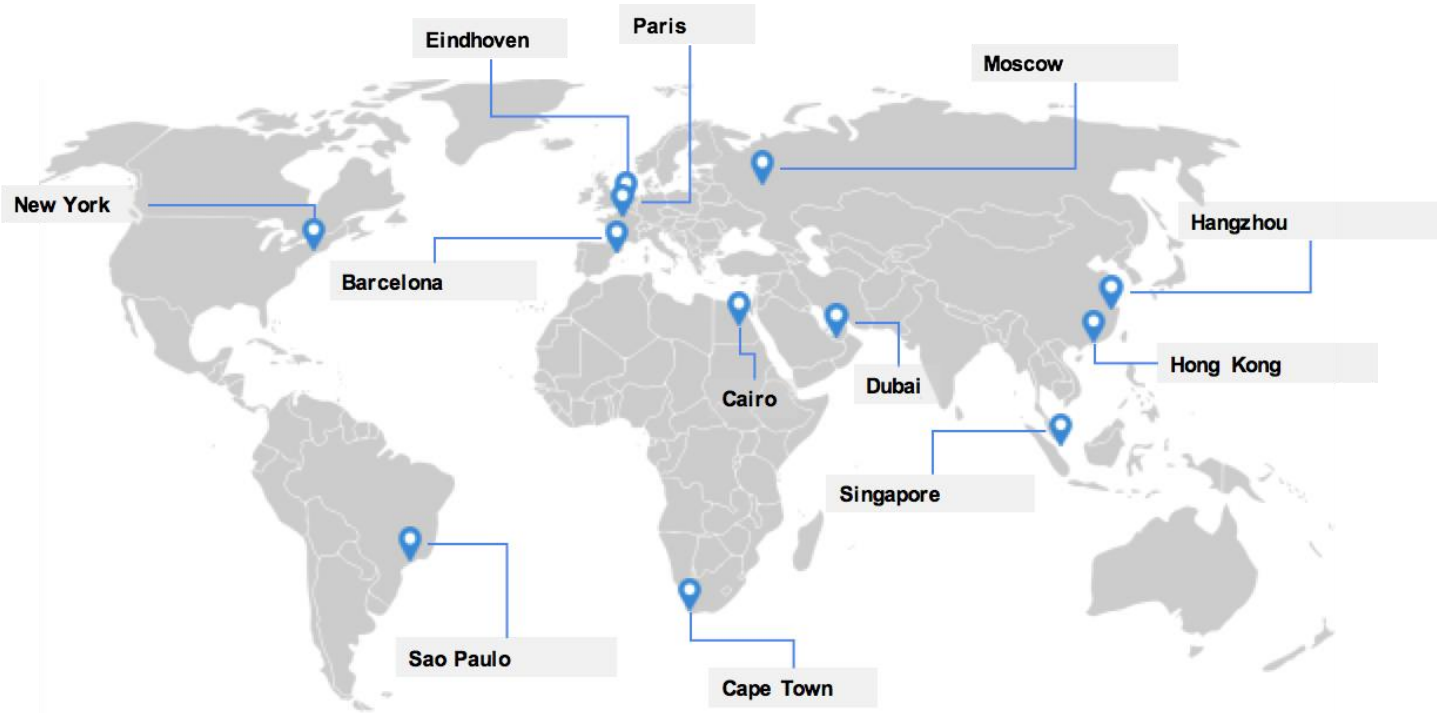 Paris
Eindhoven
Moscow
New York
Hangzhou
Barcelona
Hong Kong
Dubai
Cairo
Singapore
Sao Paulo
Cape Town